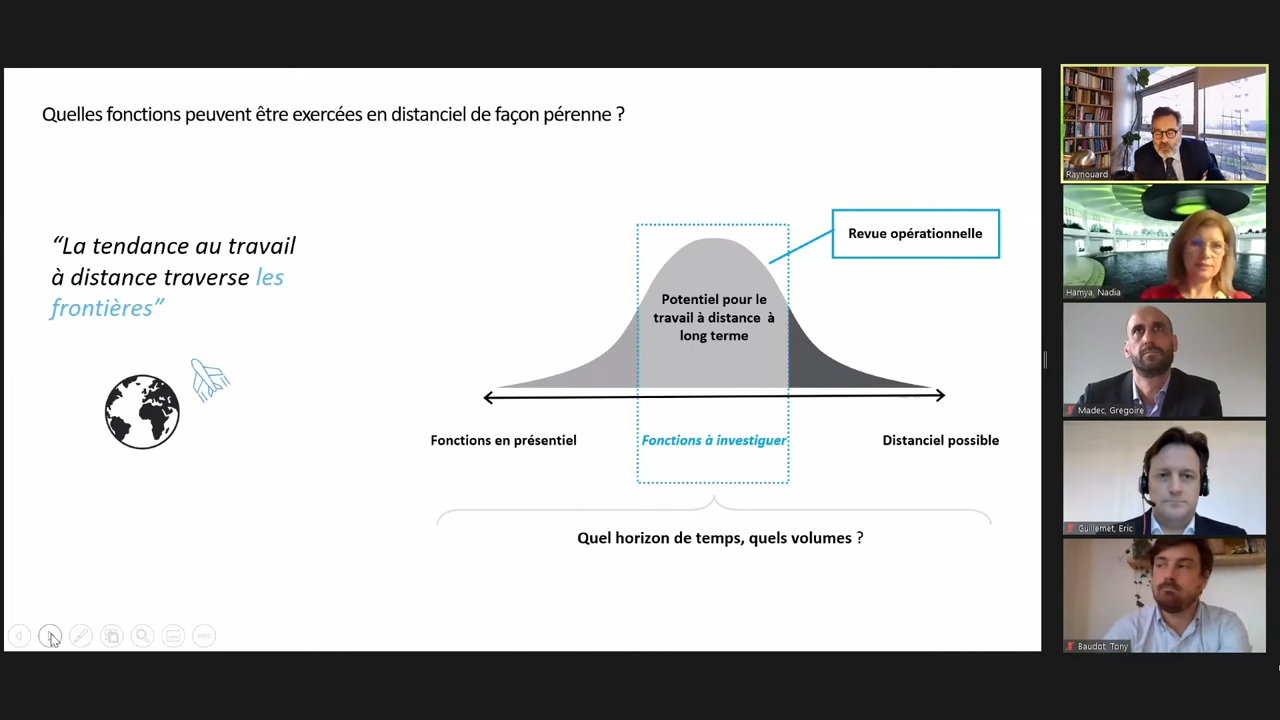 Quelles fonctions peuvent être exercées en distanciel de façon pérenne ?
“La tendance au travail
à distance traverse les
frontières”
Revue opérationnelle
Potentiel pour le
travail à distance à
long terme
Fonctions en présentiel
Fonctions à investiguer
Distanciel possible
Quel horizon de temps, quels volumes ?
Raynouard
Hamya, Nadia
Madec, Gregoire
Guillemet, Eric
Baudot, Tony